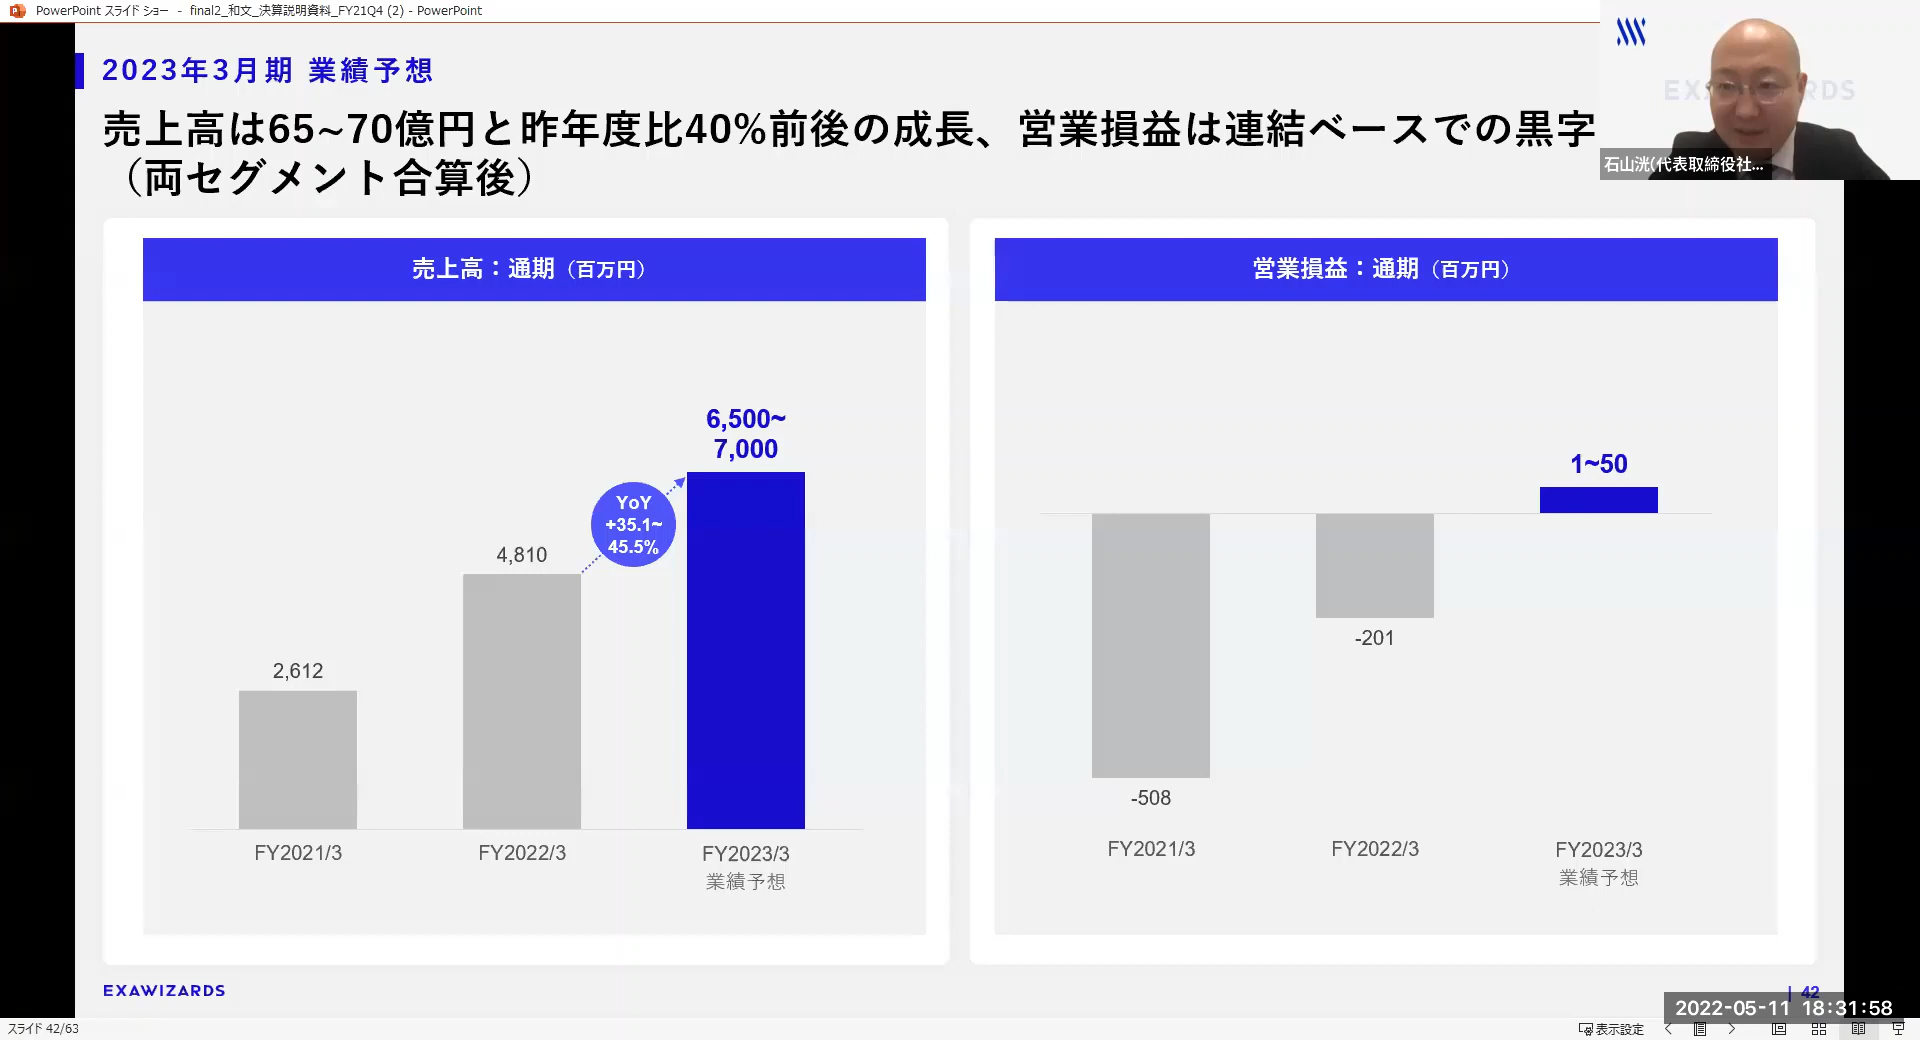 PowerPoint スライド ショー - final2_和文_決算説明資料_FY21Q4 (2) - PowerPoint
2023年3月期 業績予想
売上高は65~70億円と昨年度比40%前後の成長、営業損益は連結ベースでの黒字
（両セグメント合算後）
石山洸(代表取締役社...
売上高：通期（百万円）
6,500~
7,000
YoY
+35.1~
45.5%
4,810
2,612
FY2021/3
FY2022/3
FY2023/3
業績予想
営業損益：通期（百万円）
1~50
-201
-508
FY2021/3
FY2022/3
FY2023/3
業績予想
EXAWIZARDS
| 42
2022-05-11 18:31:58
スライド 42/63
表示設定